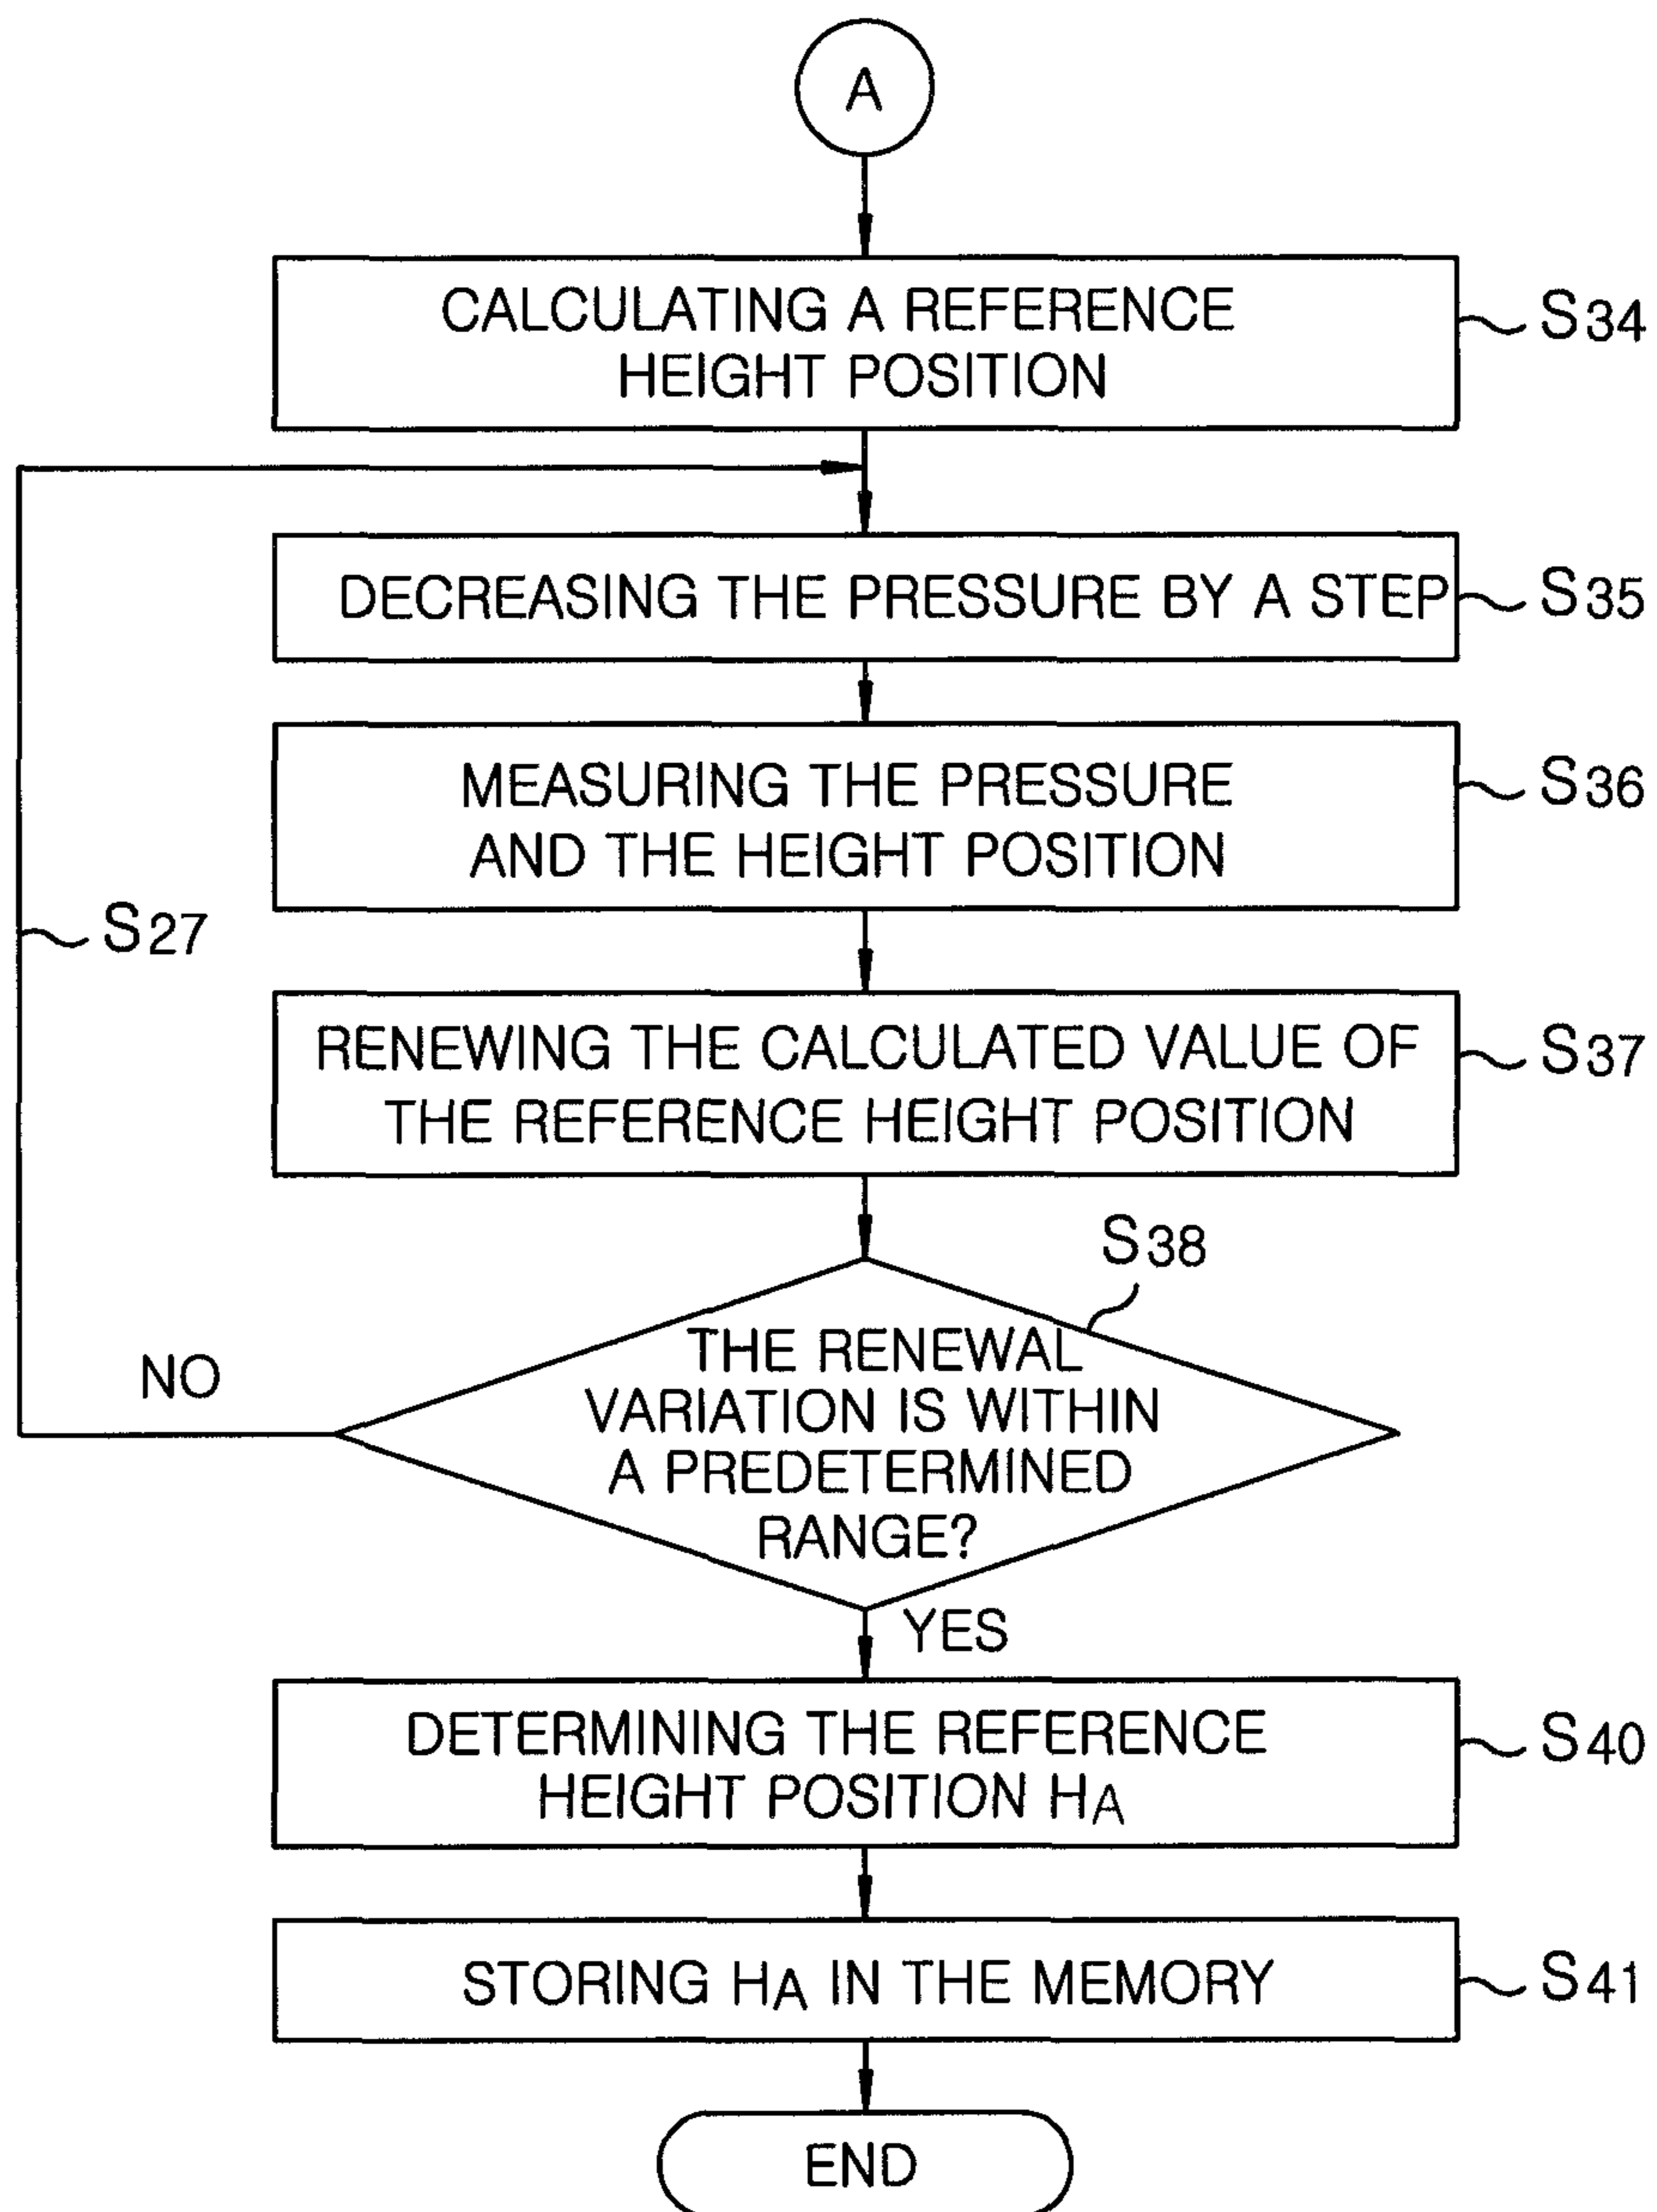 A
CALCULATING A REFERENCE
HEIGHT POSITION
S34
DECREASING THE PRESSURE BY A STEP
S35
MEASURING THE PRESSURE
AND THE HEIGHT POSITION
S36
S27
RENEWING THE CALCULATED VALUE OF
THE REFERENCE HEIGHT POSITION
S37
S38
THE RENEWAL
VARIATION IS WITHIN
A PREDETERMINED
RANGE?
NO
YES
DETERMINING THE REFERENCE
HEIGHT POSITION HA
S40
STORING HA IN THE MEMORY
S41
END